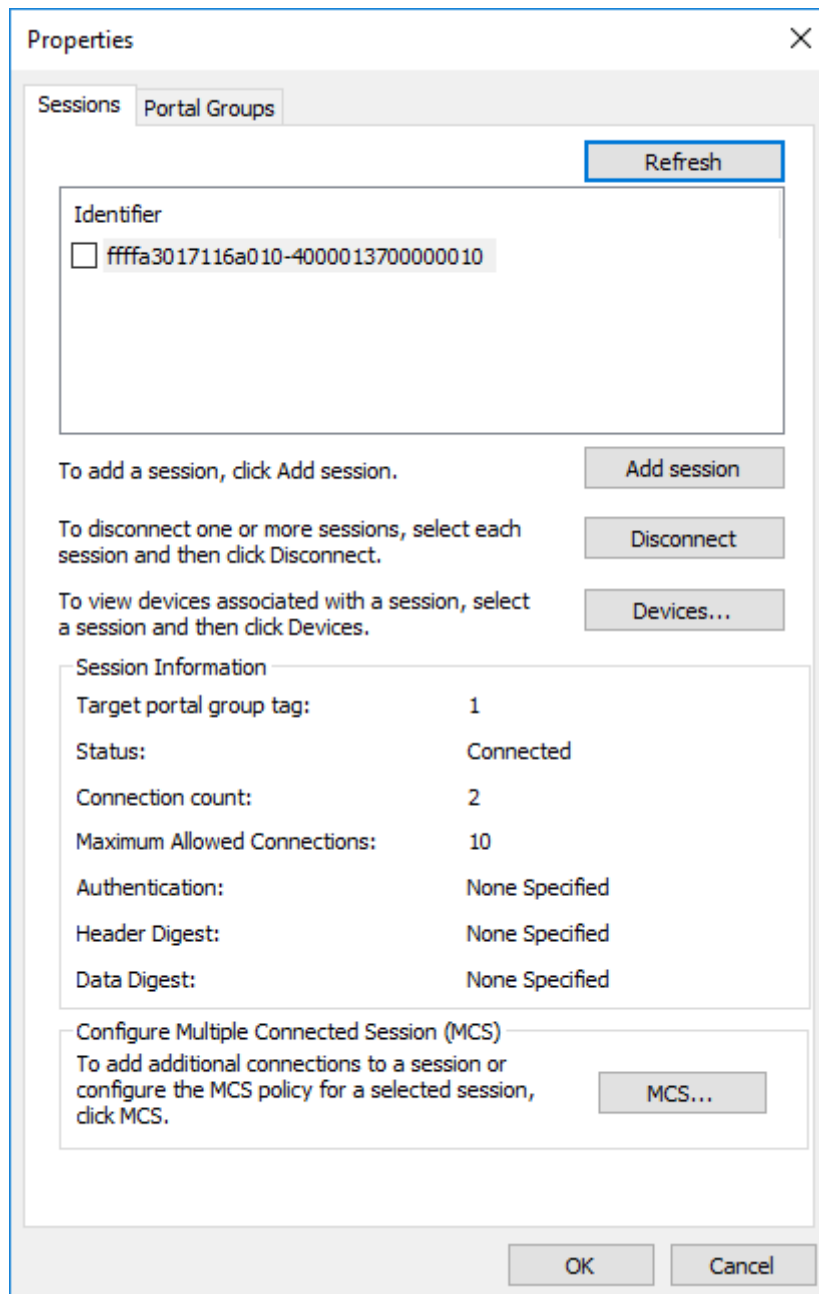 Properties
Sessions
Portal Groups
Refresh
Identifier
ffffa3017116a010-4000013700000010
To add a session, click Add session.
Add session
To disconnect one or more sessions, select each
session and then click Disconnect.
Disconnect
To view devices associated with a session, select
a session and then click Devices.
Devices...
Session Information
Target portal group tag: 1
Status: Connected
Connection count: 2
Maximum Allowed Connections: 10
Authentication: None Specified
Header Digest: None Specified
Data Digest: None Specified
Configure Multiple Connected Session (MCS)
To add additional connections to a session or
configure the MCS policy for a selected session,
click MCS.
MCS...
OK
Cancel